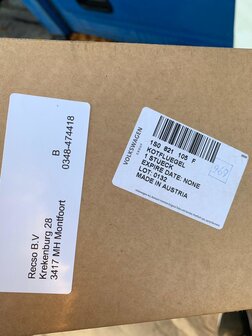 VOLKSWAGEN
1S0 821 105 F
KOTFLUEGEL
1 STUECK
EXPIRE DATE: NONE
LOT: 0132
MADE IN AUSTRIA
B
0348-474418
Recso B.V
Krekenburg 28
3417 MH Montfoort